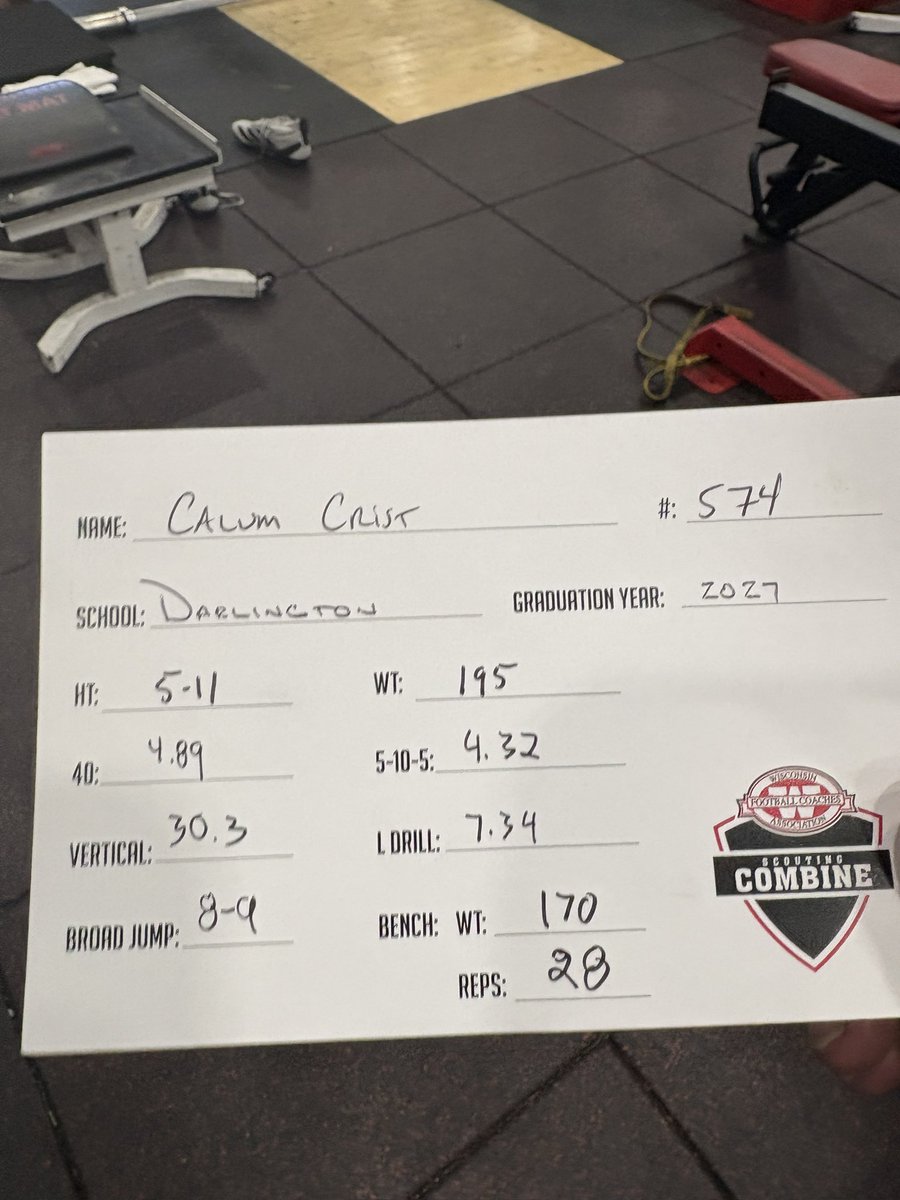 MAT
NAME: CALUM CRIST #: 574
SCHOOL: DARLINGTON GRADUATION YEAR: 2027
HT: 5-11 WT: 195
40: 4.89 5-10-5: 4.32
VERTICAL: 30.3 L DRILL: 7.34
BROAD JUMP: 8-9 BENCH: WT: 170
REPS: 28
WISCONSIN
FOOTBALL COACHES
ASSOCIATION
SCOUTING
COMBINE